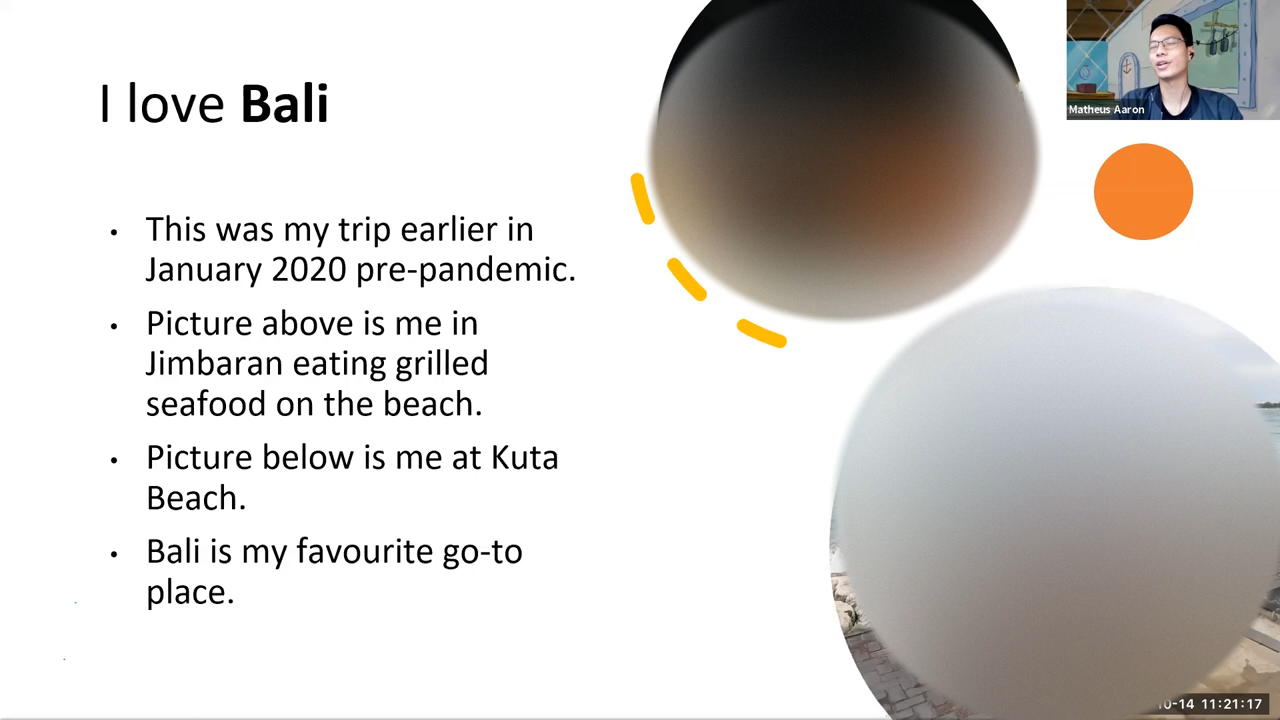 I love Bali
Matheus Aaron
• This was my trip earlier in
January 2020 pre-pandemic.
• Picture above is me in
Jimbaran eating grilled
seafood on the beach.
• Picture below is me at Kuta
Beach.
• Bali is my favourite go-to
place.
0-14 11:21:17